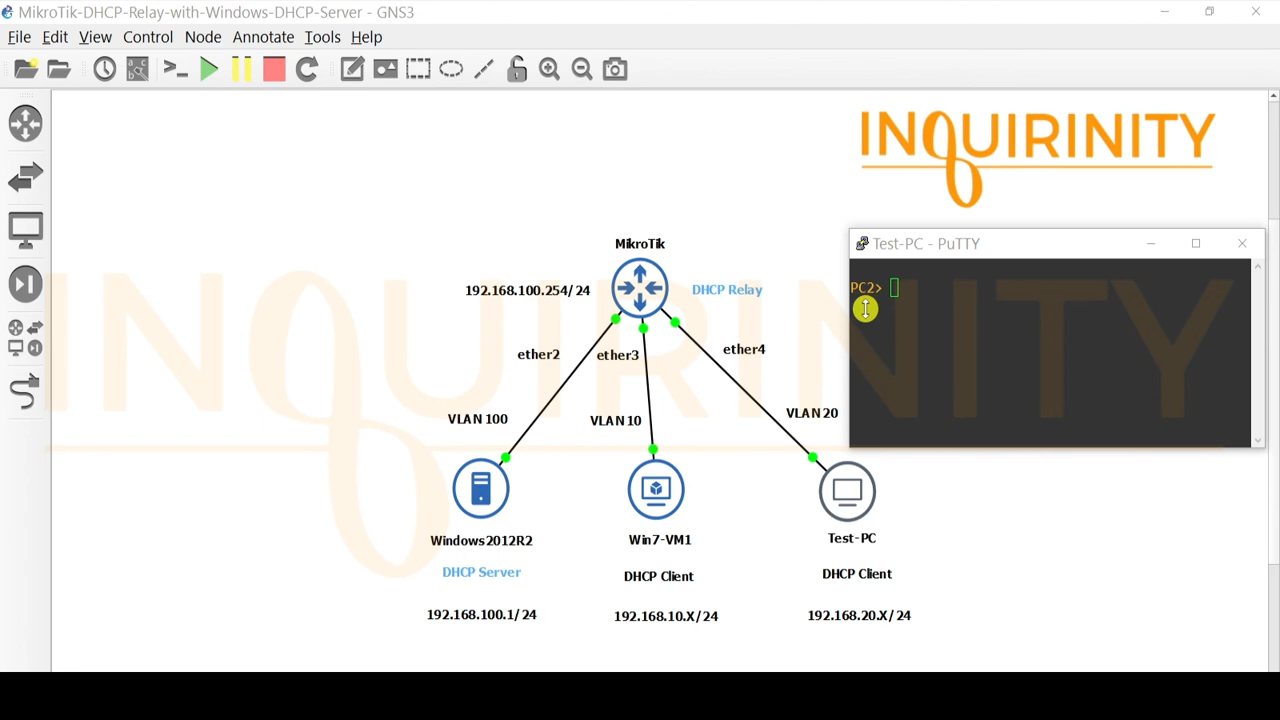 MikroTik-DHCP-Relay-with-Windows-DHCP-Server - GNS3
File Edit View Control Node Annotate Tools Help
INQUIRINITY
MikroTik
192.168.100.254/24
DHCP Relay
Test-PC - PuTTY
PC2>
ether2
ether3
ether4
VLAN 100
VLAN 10
VLAN 20
INQUIRINITY
Windows2012R2
Win7-VM1
Test-PC
DHCP Server
DHCP Client
DHCP Client
192.168.100.1/24
192.168.10.X/24
192.168.20.X/24